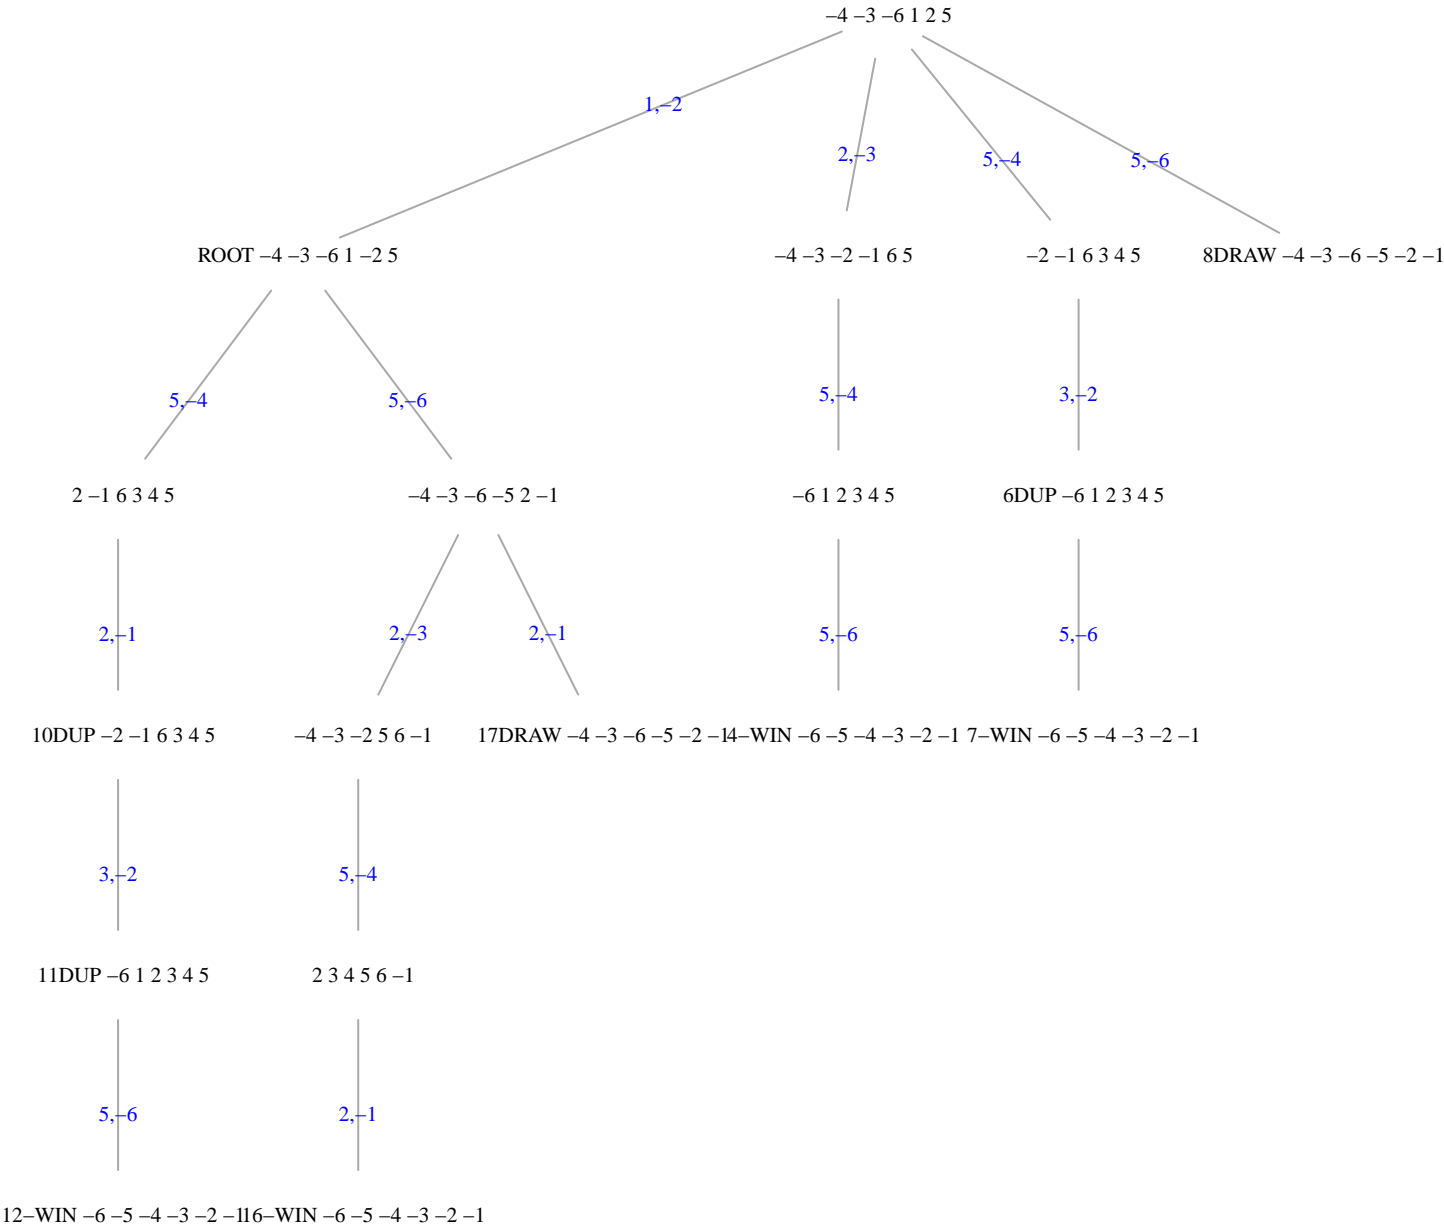 −4 −3 −6 1 2 5
1,−2
2,−3
5,−4
5,−6
ROOT −4 −3 −6 1 −2 5
−4 −3 −2 −1 6 5
−2 −1 6 3 4 5
8DRAW −4 −3 −6 −5 −2 −1
5,−4
5,−6
5,−4
3,−2
2 −1 6 3 4 5
−4 −3 −6 −5 2 −1
−6 1 2 3 4 5
6DUP −6 1 2 3 4 5
2,−1
2,−3
2,−1
5,−6
5,−6
10DUP −2 −1 6 3 4 5
−4 −3 −2 5 6 −1
17DRAW −4 −3 −6 −5 −2 −1
4−WIN −6 −5 −4 −3 −2 −1
7−WIN −6 −5 −4 −3 −2 −1
3,−2
5,−4
11DUP −6 1 2 3 4 5
2 3 4 5 6 −1
5,−6
2,−1
12−WIN −6 −5 −4 −3 −2 −1
16−WIN −6 −5 −4 −3 −2 −1